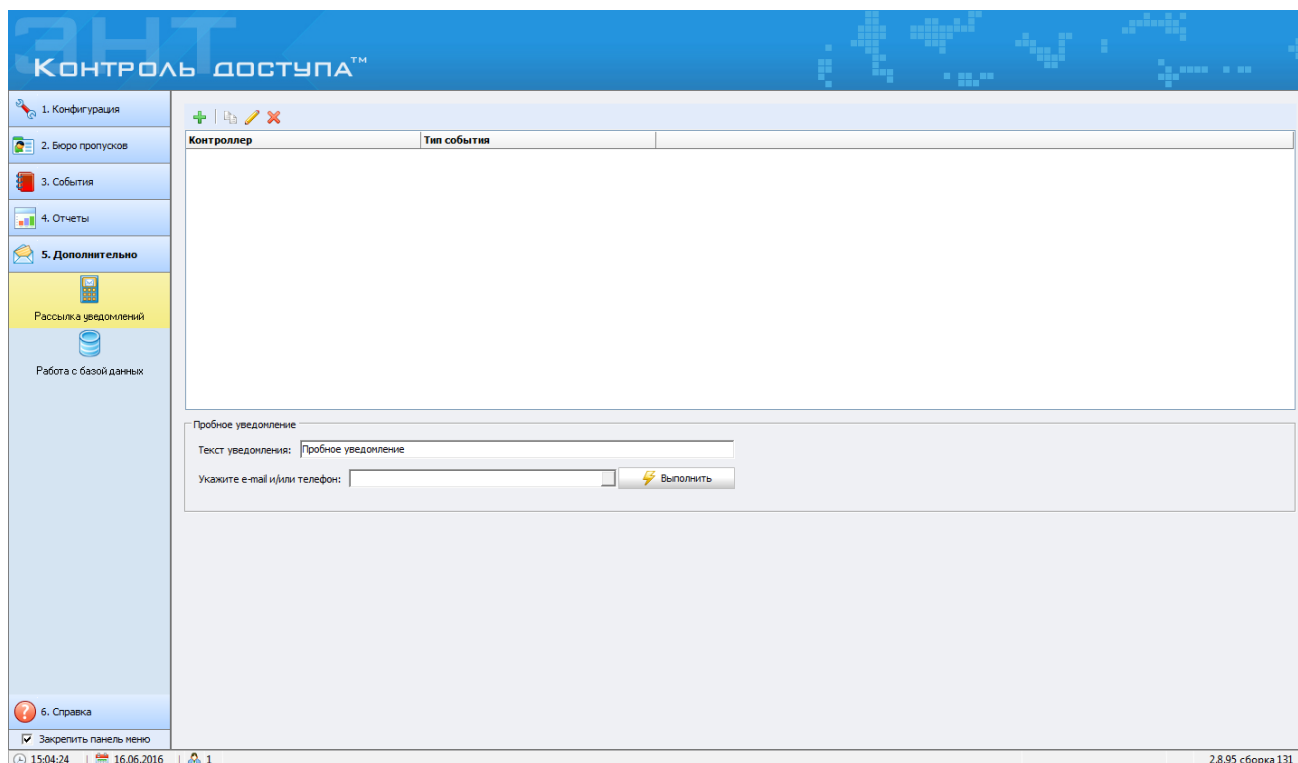 ЭНТ
Контроль доступа™
1. Конфигурация
2. Бюро пропусков
3. События
4. Отчеты
5. Дополнительно
Рассылка уведомлений
Работа с базой данных
Контроллер Тип события
Пробное уведомление
Текст уведомления: Пробное уведомление
Укажите e-mail и/или телефон: Выполнить
6. Справка
Закрепить панель меню
15:04:24 16.06.2016 1 2.8.95 сборка 131